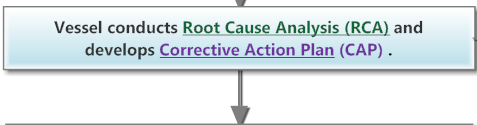 Vessel conducts Root Cause Analysis (RCA) and
develops Corrective Action Plan (CAP) .